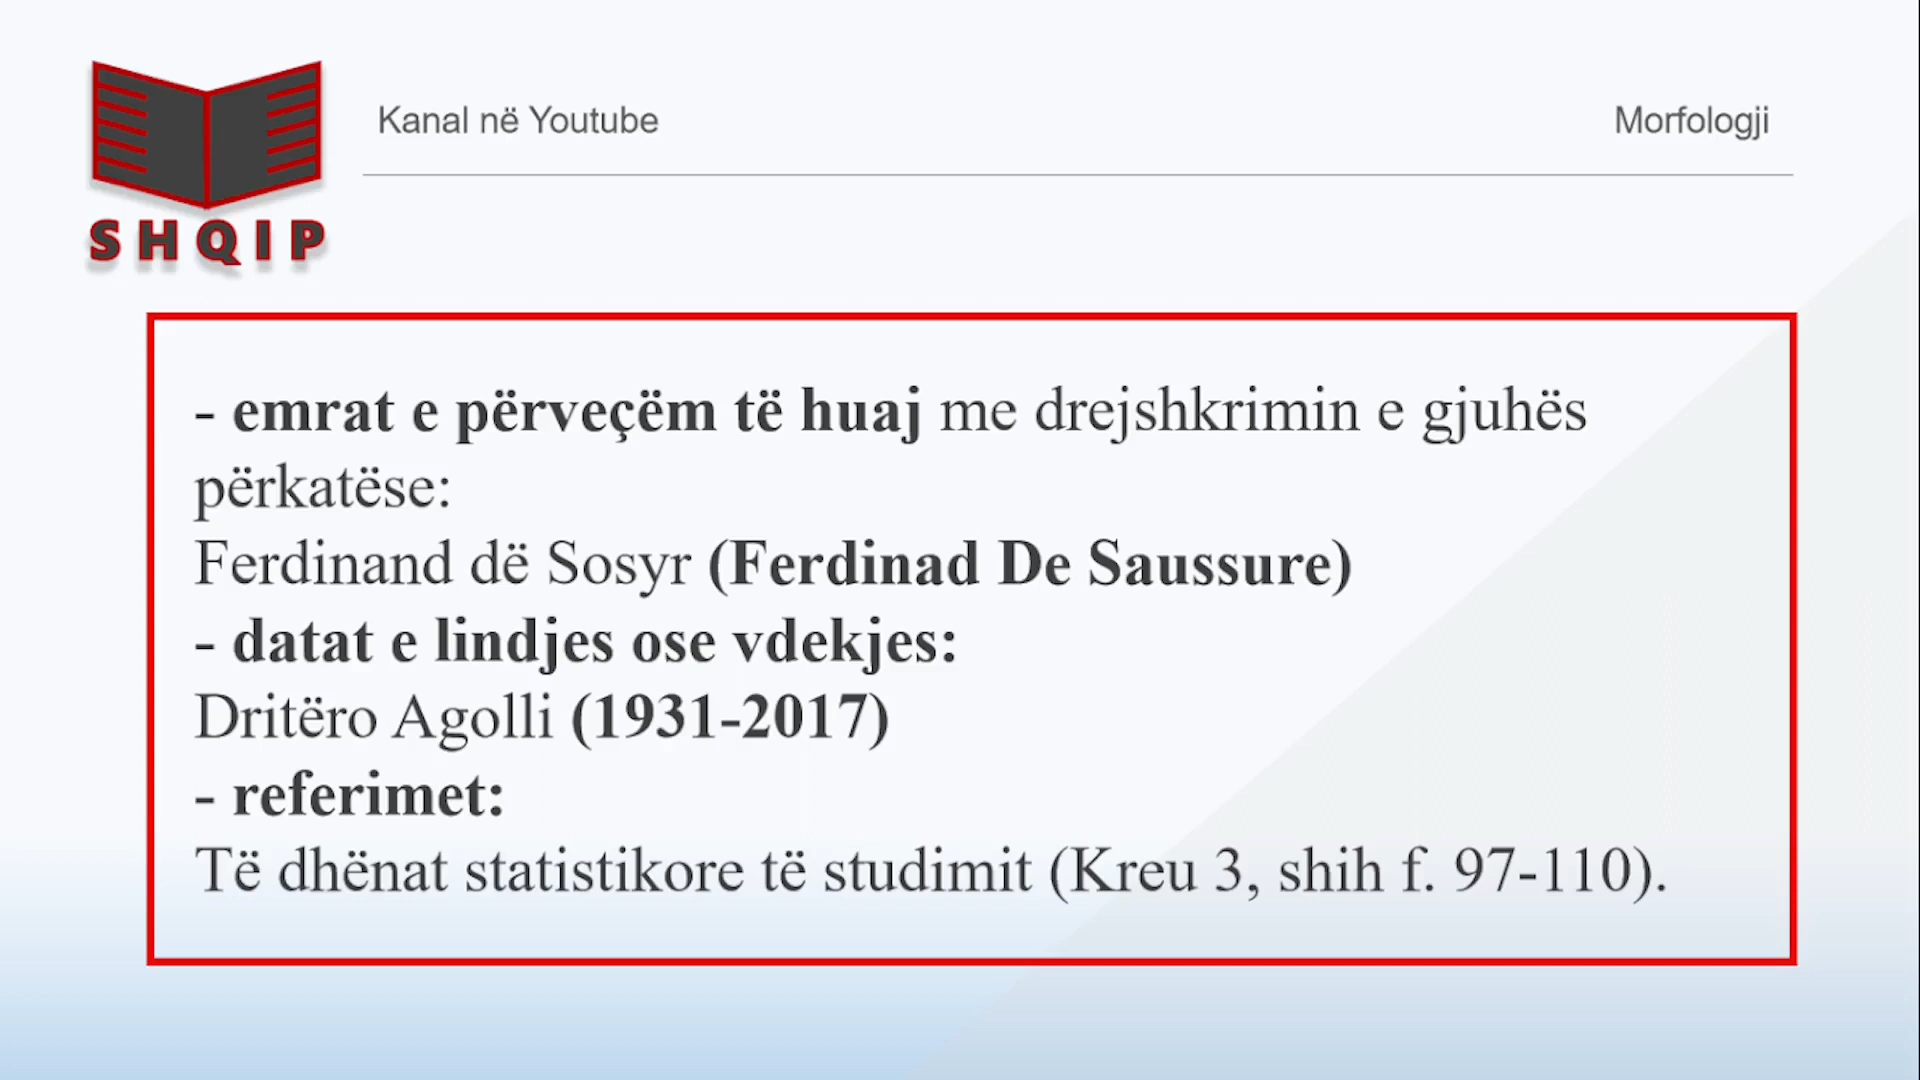 SHQIP
Kanal në Youtube
Morfologji
- emrat e përveçëm të huaj me drejshkrimin e gjuhës
përkatëse:
Ferdinand dë Sosyr (Ferdinad De Saussure)
- datat e lindjes ose vdekjes:
Dritëro Agolli (1931-2017)
- referimet:
Të dhënat statistikore të studimit (Kreu 3, shih f. 97-110).